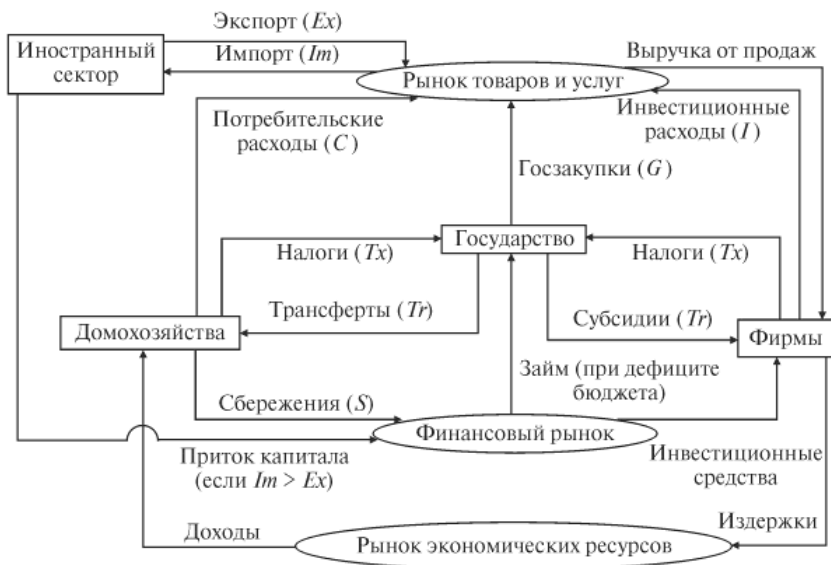 Экспорт (Ex)
Иностранный
сектор
Импорт (Im)
Выручка от продаж
Рынок товаров и услуг
Потребительские
расходы (C)
Инвестиционные
расходы (I)
Госзакупки (G)
Государство
Налоги (Tx)
Налоги (Tx)
Трансферты (Tr)
Субсидии (Tr)
Домохозяйства
Фирмы
Сбережения (S)
Займ (при дефиците
бюджета)
Финансовый рынок
Приток капитала
(если Im > Ex)
Инвестиционные
средства
Доходы
Издержки
Рынок экономических ресурсов